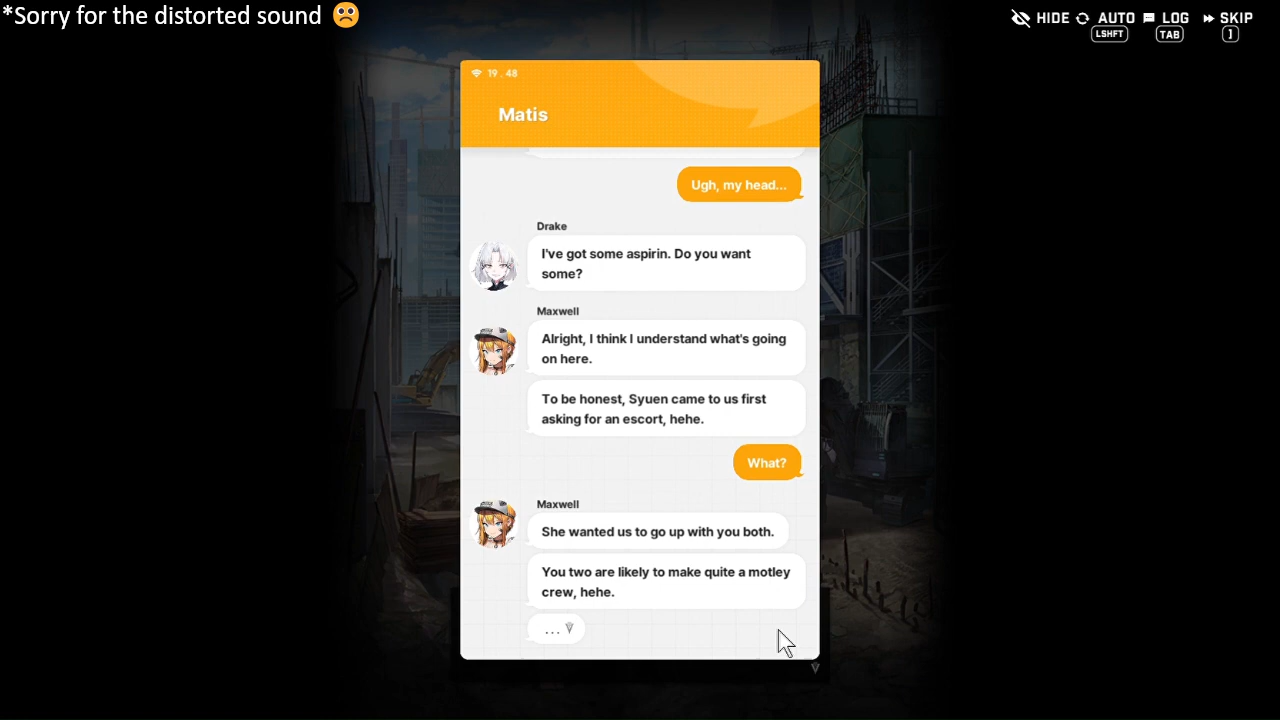 *Sorry for the distorted sound 🙁
HIDE AUTO LOG SKIP
LSHFT TAB ]
19 . 48
Matis
Ugh, my head...
Drake
I've got some aspirin. Do you want
some?
Maxwell
Alright, I think I understand what's going
on here.
To be honest, Syuen came to us first
asking for an escort, hehe.
What?
Maxwell
She wanted us to go up with you both.
You two are likely to make quite a motley
crew, hehe.
...